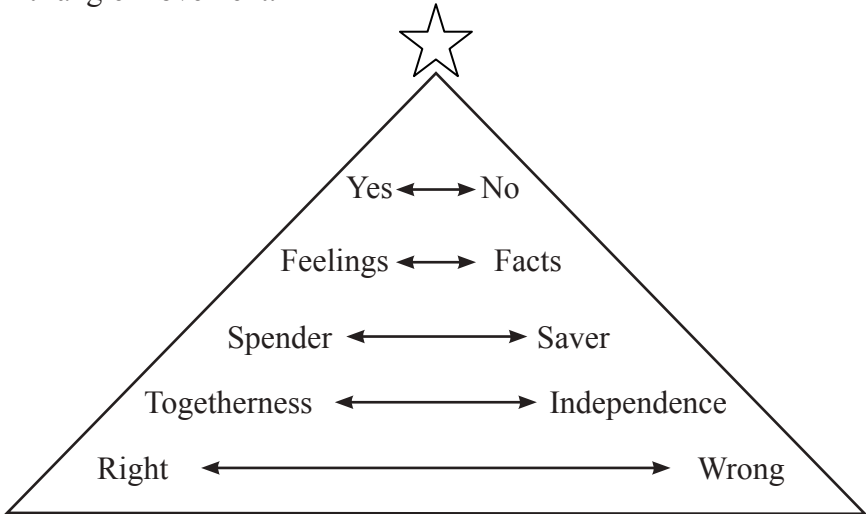 Yes No
Feelings Facts
Spender Saver
Togetherness Independence
Right Wrong